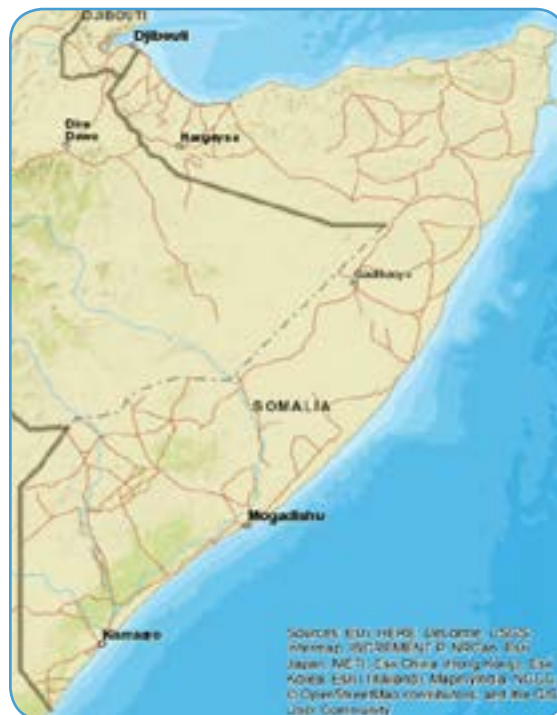 DJIBOUTI
Djibouti
Dire
Dawa
Hargeysa
Gaalkacyo
SOMALIA
Mogadishu
Kismaayo
Sources: Esri, HERE, DeLorme, USGS,
Intermap, INCREMENT P, NRCan, Esri
Japan, METI, Esri China (Hong Kong), Esri
Korea, Esri (Thailand), MapmyIndia, NGCC,
© OpenStreetMap contributors, and the GIS
User Community